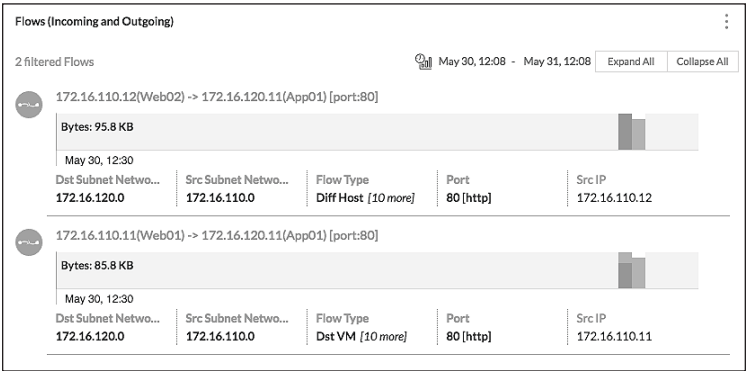 Flows (Incoming and Outgoing)
2 filtered Flows May 30, 12:08 - May 31, 12:08 Expand All Collapse All
172.16.110.12(Web02) -> 172.16.120.11(App01) [port:80]
Bytes: 95.8 KB
May 30, 12:30
Dst Subnet Netwo... Src Subnet Netwo... Flow Type Port Src IP
172.16.120.0 172.16.110.0 Diff Host [10 more] 80 [http] 172.16.110.12
172.16.110.11(Web01) -> 172.16.120.11(App01) [port:80]
Bytes: 85.8 KB
May 30, 12:30
Dst Subnet Netwo... Src Subnet Netwo... Flow Type Port Src IP
172.16.120.0 172.16.110.0 Dst VM [10 more] 80 [http] 172.16.110.11